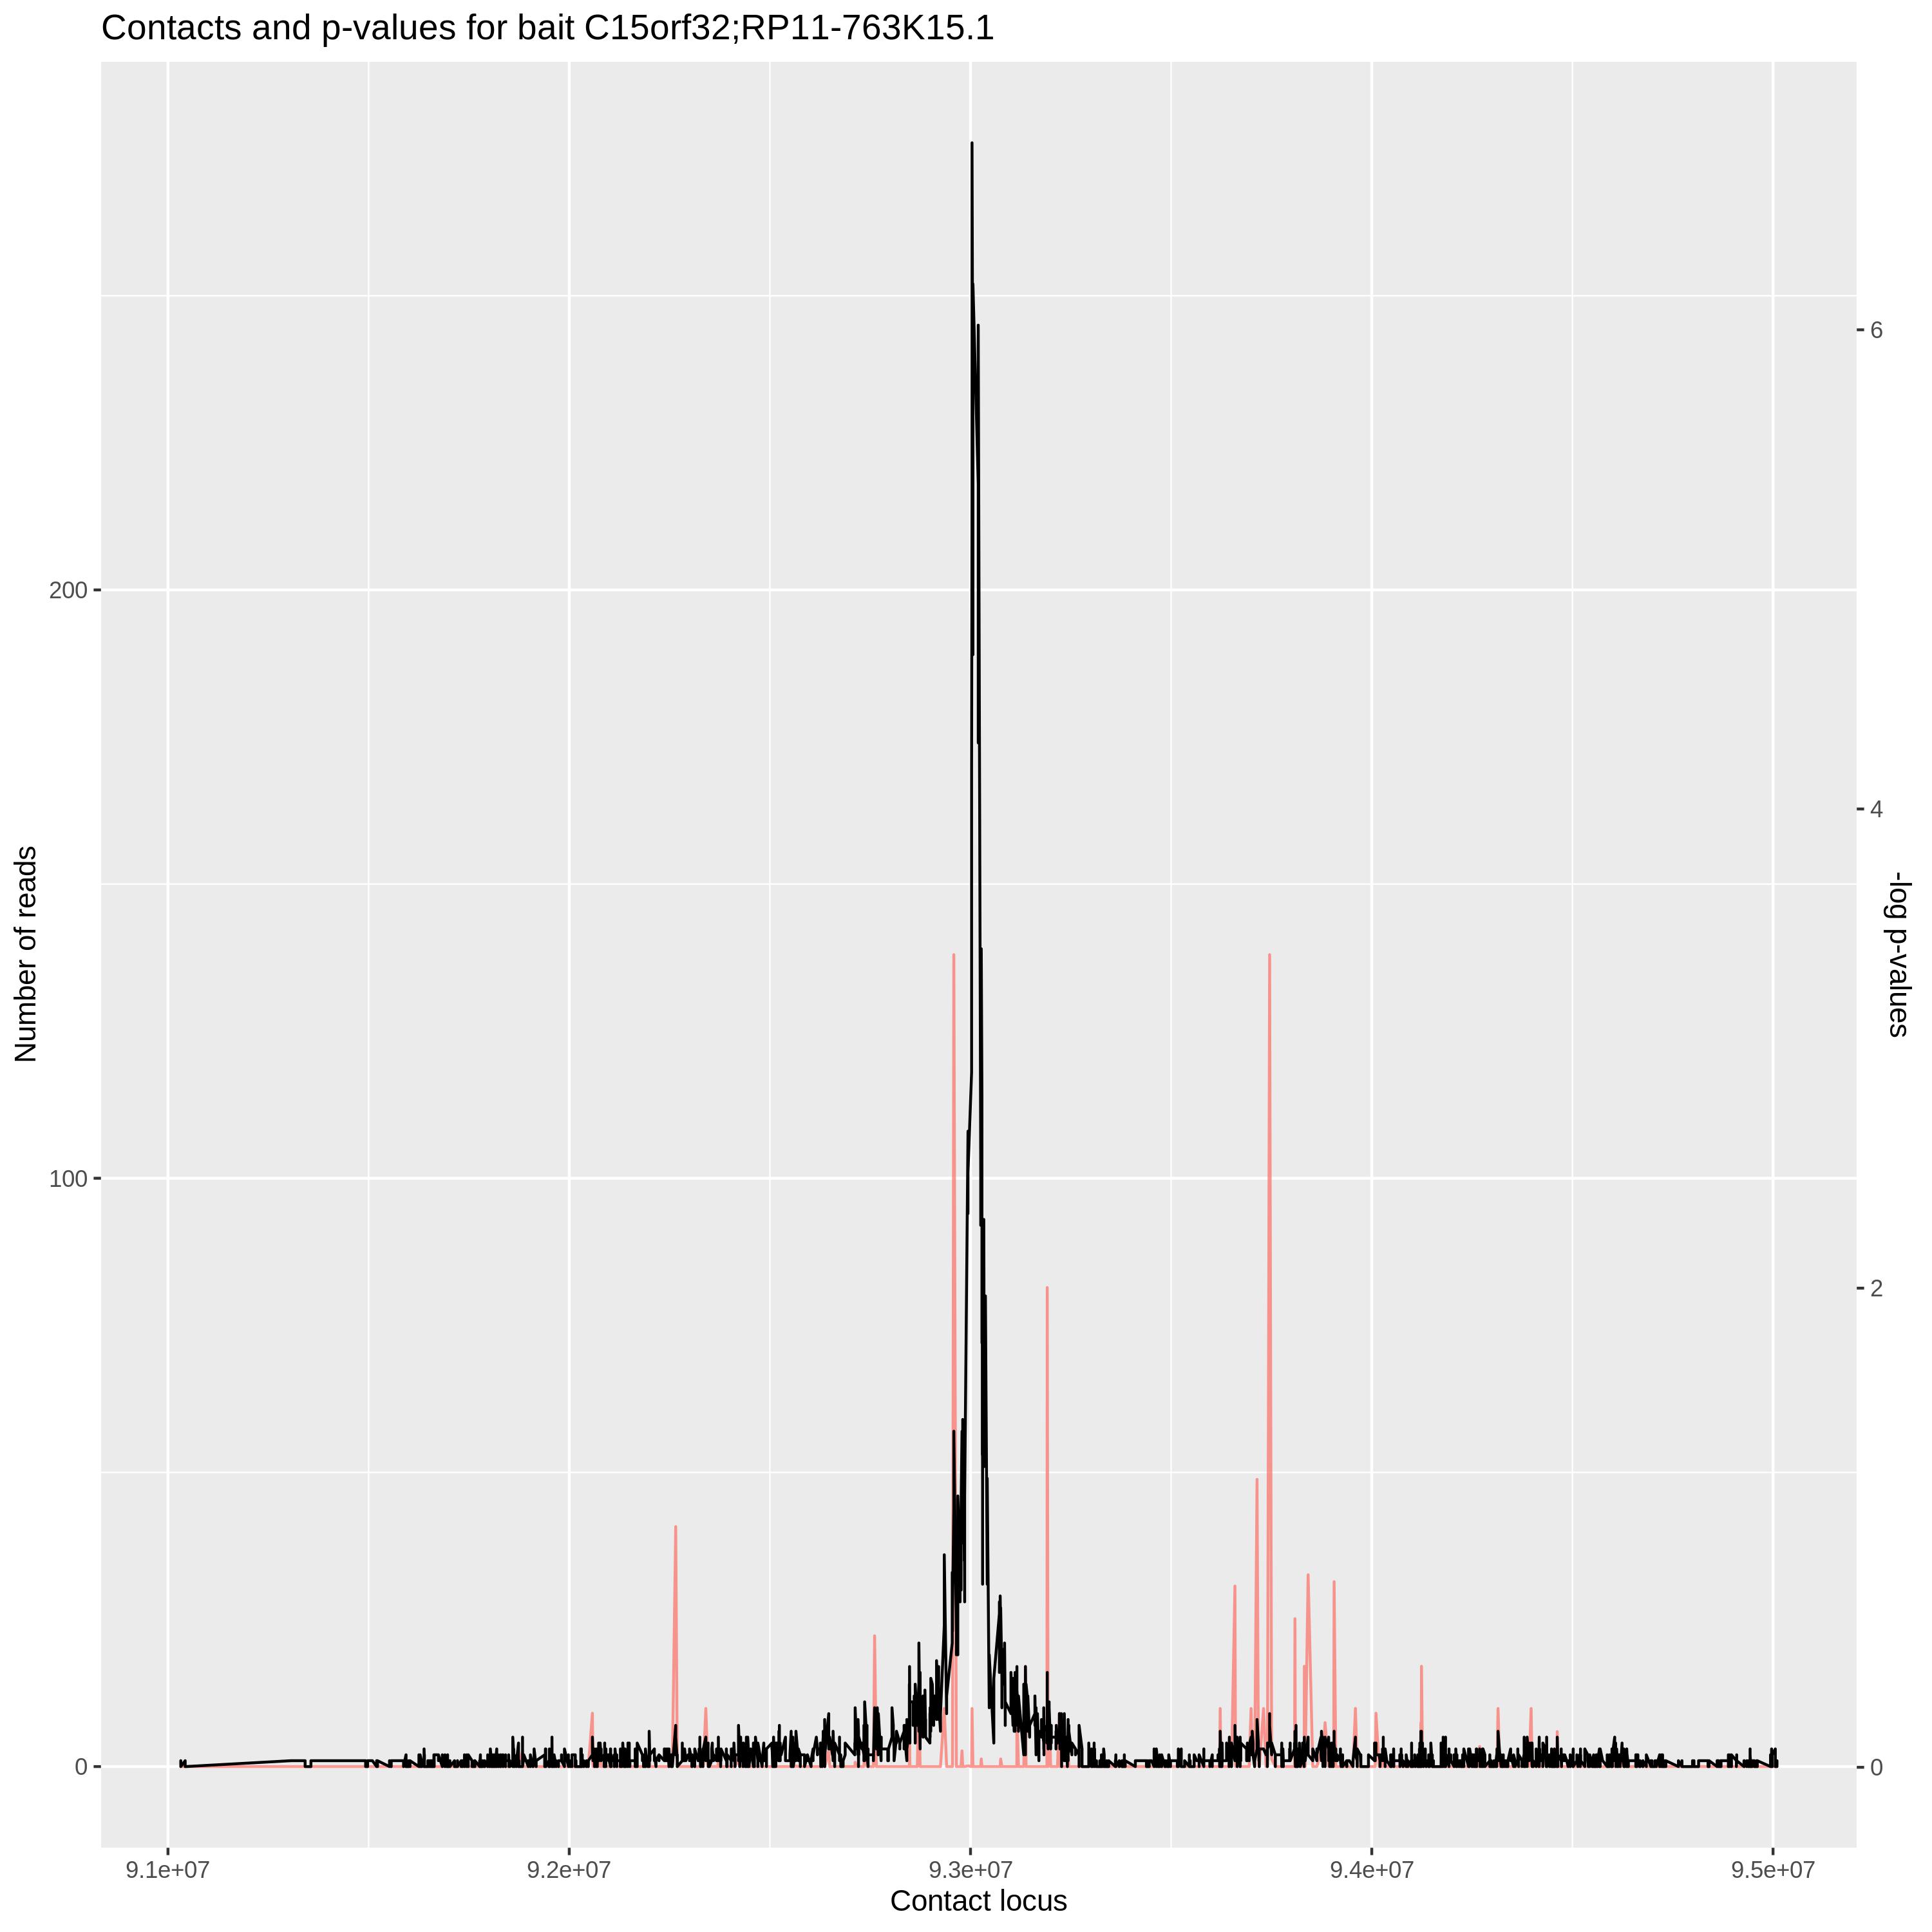 Contacts and p-values for bait C15orf32;RP11-763K15.1
Number of reads
200
100
0
6
4
2
0
-log p-values
9.1e+07 9.2e+07 9.3e+07 9.4e+07 9.5e+07
Contact locus